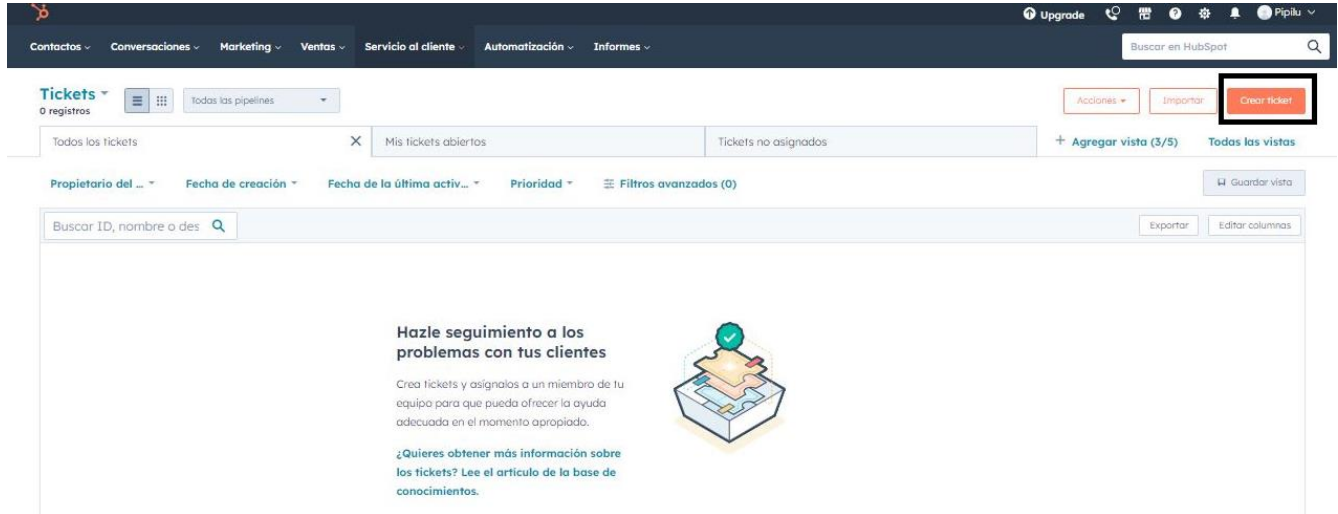 Upgrade Pipilu
Contactos Conversaciones Marketing Ventas Servicio al cliente Automatización Informes Buscar en HubSpot
Tickets
0 registros
Todas las pipelines Acciones Importar Crear ticket
Todos los tickets Mis tickets abiertos Tickets no asignados + Agregar vista (3/5) Todas las vistas
Propietario del ... Fecha de creación Fecha de la última activ... Prioridad Filtros avanzados (0) Guardar vista
Buscar ID, nombre o des Exportar Editar columnas
Hazle seguimiento a los
problemas con tus clientes
Crea tickets y asígnalos a un miembro de tu
equipo para que pueda ofrecer la ayuda
adecuada en el momento apropiado.
¿Quieres obtener más información sobre
los tickets? Lee el artículo de la base de
conocimientos.